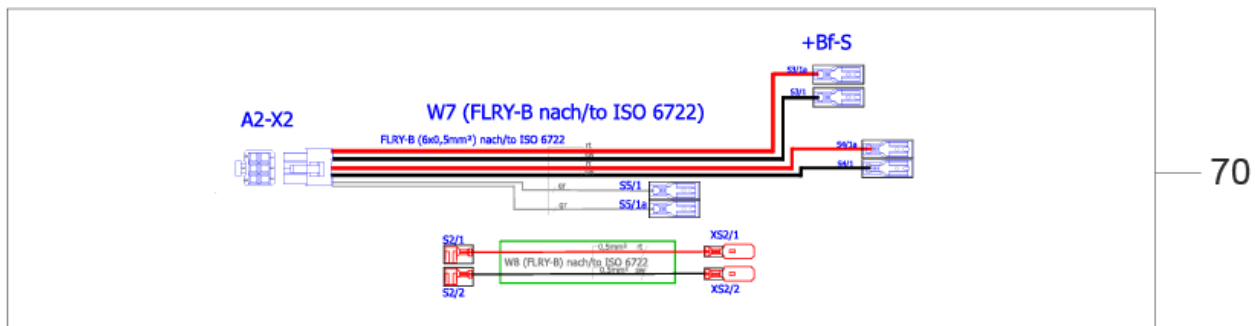 +Bf-S
S3/1a
S3/1
A2-X2
W7 (FLRY-B nach/to ISO 6722)
FLRY-B (6x0,5mm²) nach/to ISO 6722
rt
sw
rt
sw
S4/1a
S4/1
70
gr
S5/1
gr
S5/1a
S2/1
0,5mm² rt
XS2/1
W8 (FLRY-B) nach/to ISO 6722
0,5mm² sw
S2/2
XS2/2